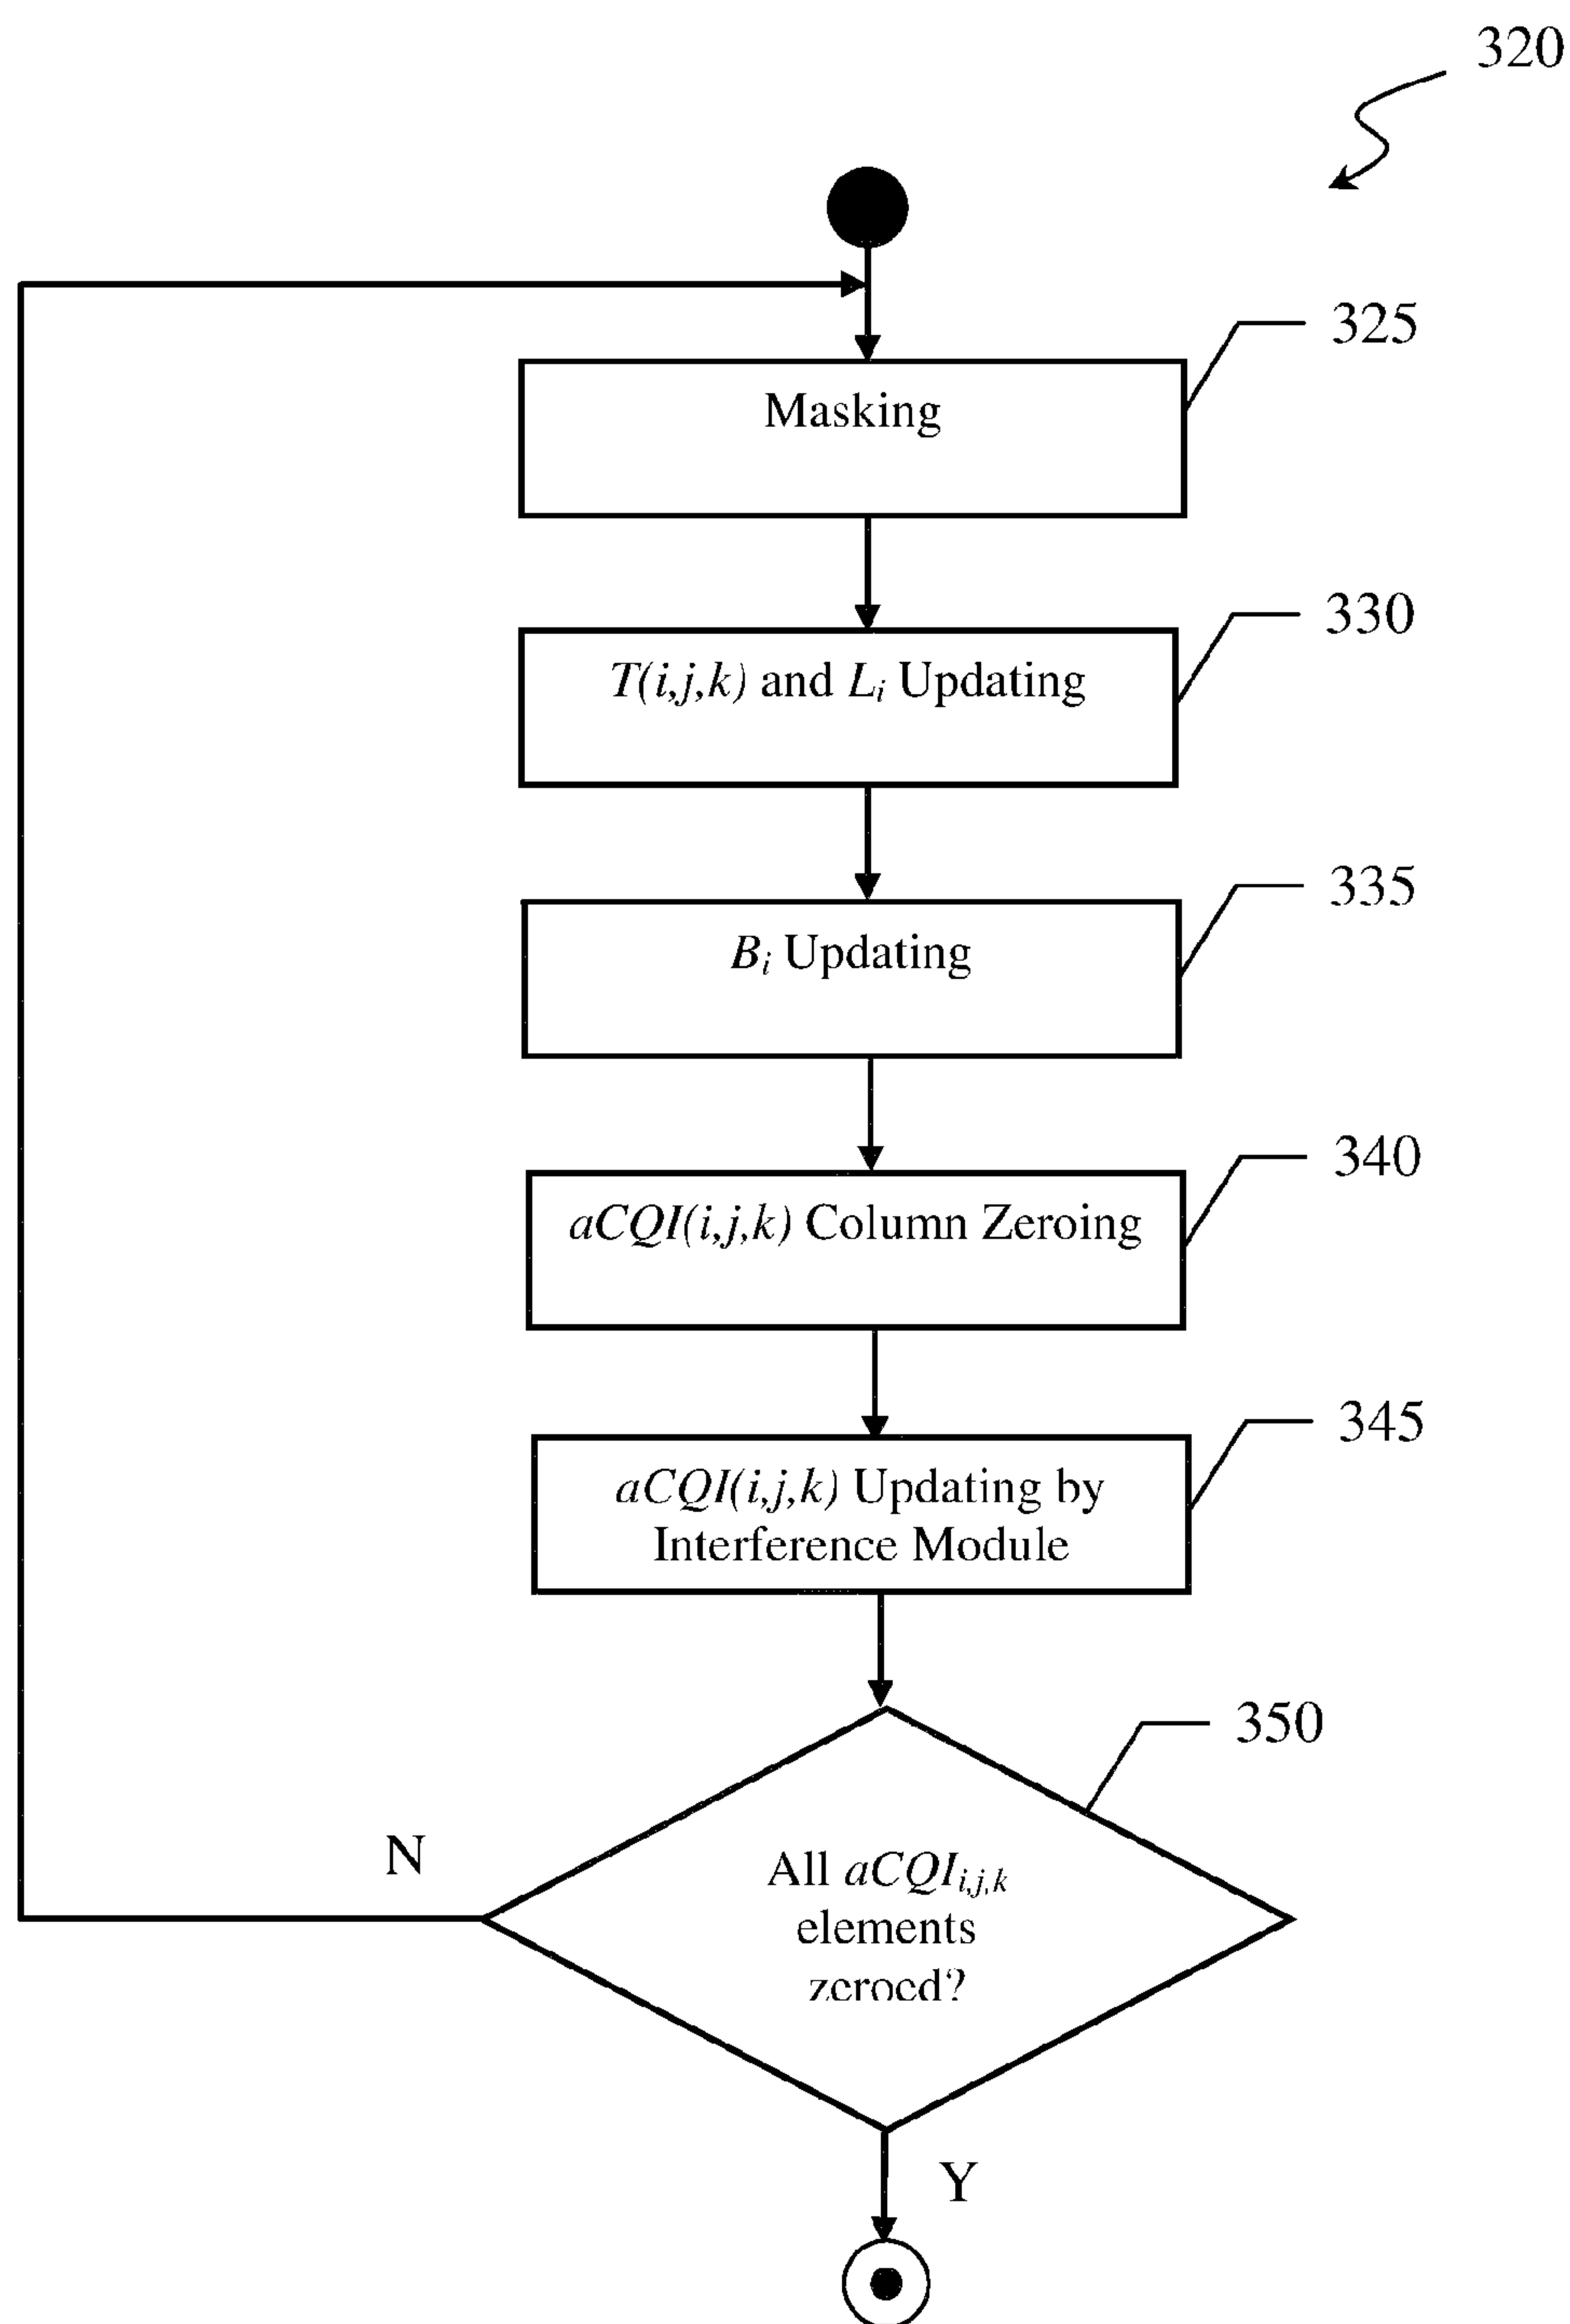 320
325
Masking
330
T(i,j,k) and Li Updating
335
Bi Updating
340
aCQI(i,j,k) Column Zeroing
345
aCQI(i,j,k) Updating by
Interference Module
350
N
All aCQIi,j,k
elements
zeroed?
Y